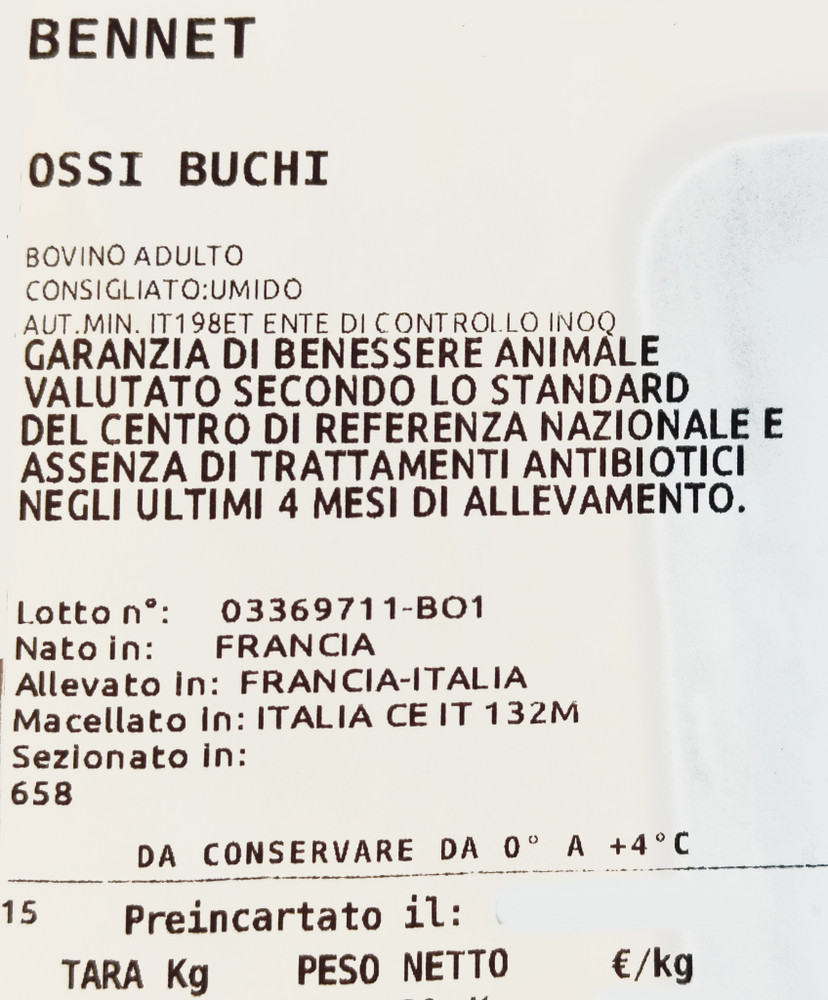 BENNET
OSSI BUCHI
BOVINO ADULTO
CONSIGLIATO:UMIDO
AUT.MIN. IT198ET ENTE DI CONTROLLO INOQ
GARANZIA DI BENESSERE ANIMALE
VALUTATO SECONDO LO STANDARD
DEL CENTRO DI REFERENZA NAZIONALE E
ASSENZA DI TRATTAMENTI ANTIBIOTICI
NEGLI ULTIMI 4 MESI DI ALLEVAMENTO.
Lotto n°: 03369711-BO1
Nato in: FRANCIA
Allevato in: FRANCIA-ITALIA
Macellato in: ITALIA CE IT 132M
Sezionato in:
658
DA CONSERVARE DA 0° A +4°C
15 Preincartato il:
TARA Kg PESO NETTO €/kg